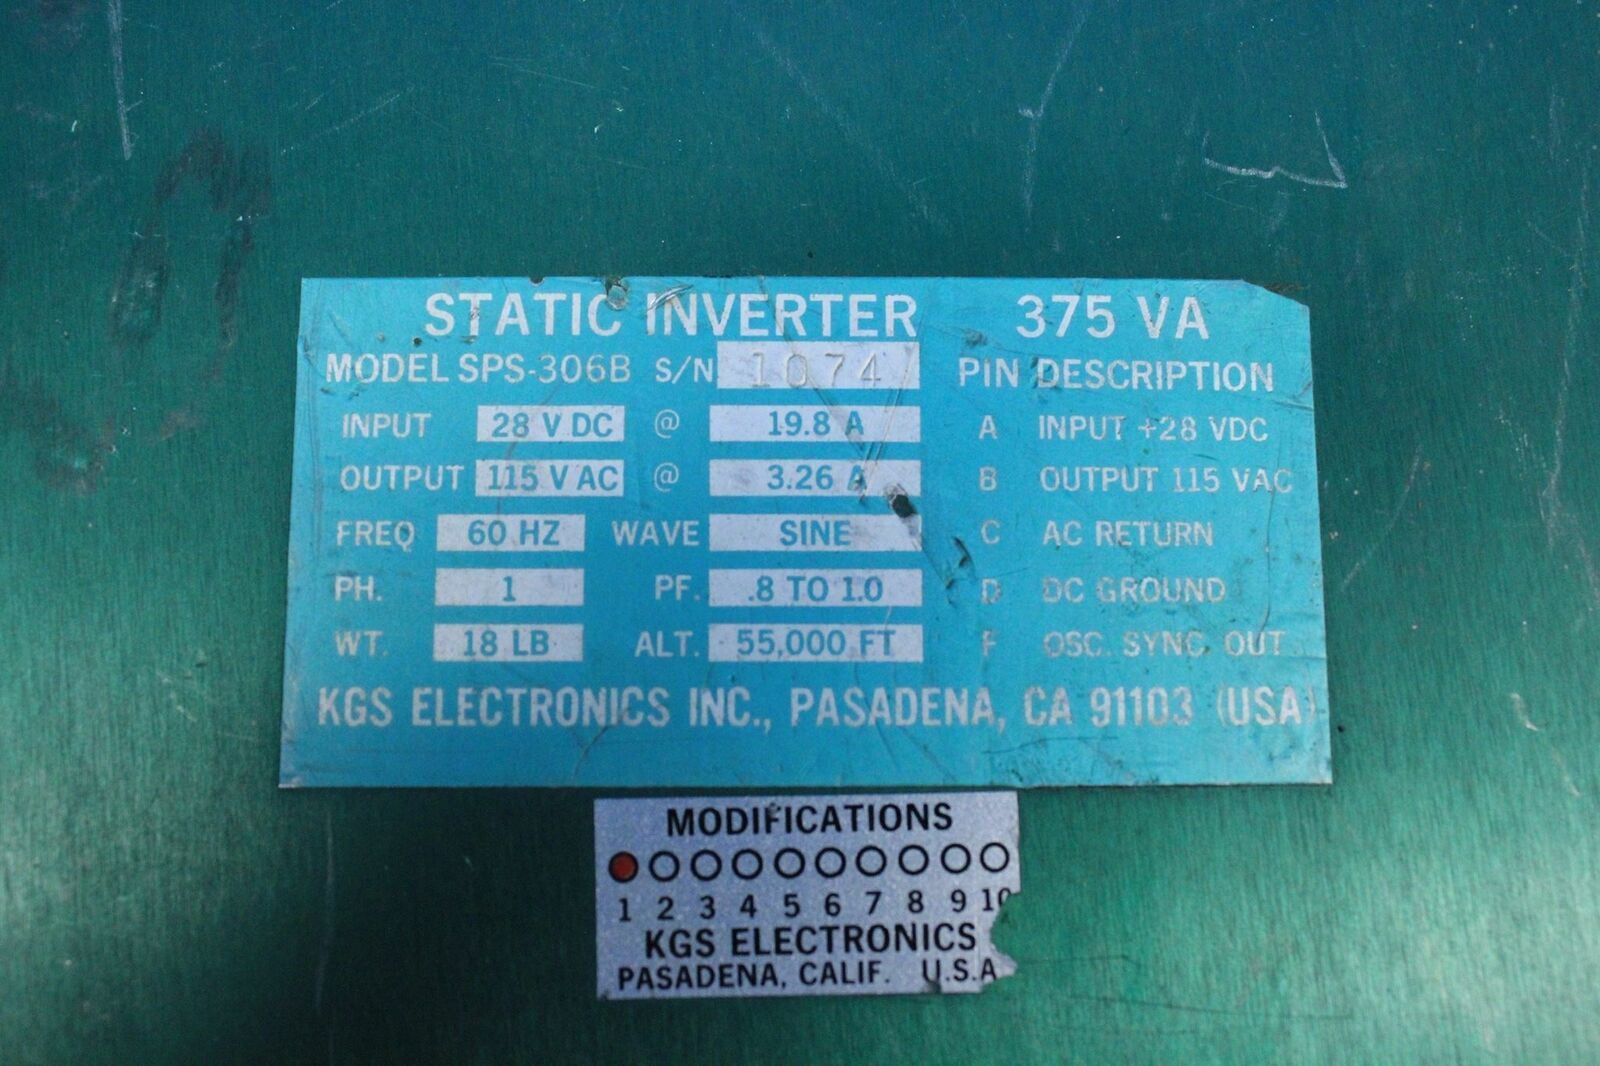 STATIC INVERTER 375 VA
MODEL SPS-306B S/N 1074 PIN DESCRIPTION
INPUT 28 V DC @ 19.8 A A INPUT +28 VDC
OUTPUT 115 V AC @ 3.26 A B OUTPUT 115 VAC
FREQ 60 HZ WAVE SINE C AC RETURN
PH. 1 PF. .8 TO 1.0 D DC GROUND
WT. 18 LB ALT. 55,000 FT F OSC. SYNC. OUT
KGS ELECTRONICS INC., PASADENA, CA 91103 (USA)
MODIFICATIONS
1 2 3 4 5 6 7 8 9 10
KGS ELECTRONICS
PASADENA, CALIF. U.S.A